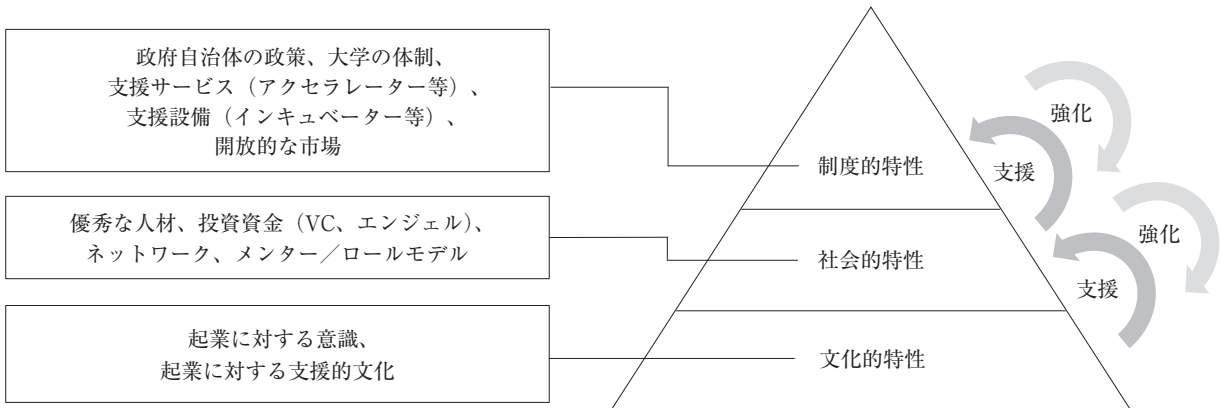 政府自治体の政策、大学の体制、
支援サービス（アクセラレーター等）、
支援設備（インキュベーター等）、
開放的な市場
制度的特性
強化
支援
優秀な人材、投資資金（VC、エンジェル）、
ネットワーク、メンター／ロールモデル
社会的特性
強化
支援
起業に対する意識、
起業に対する支援的文化
文化的特性